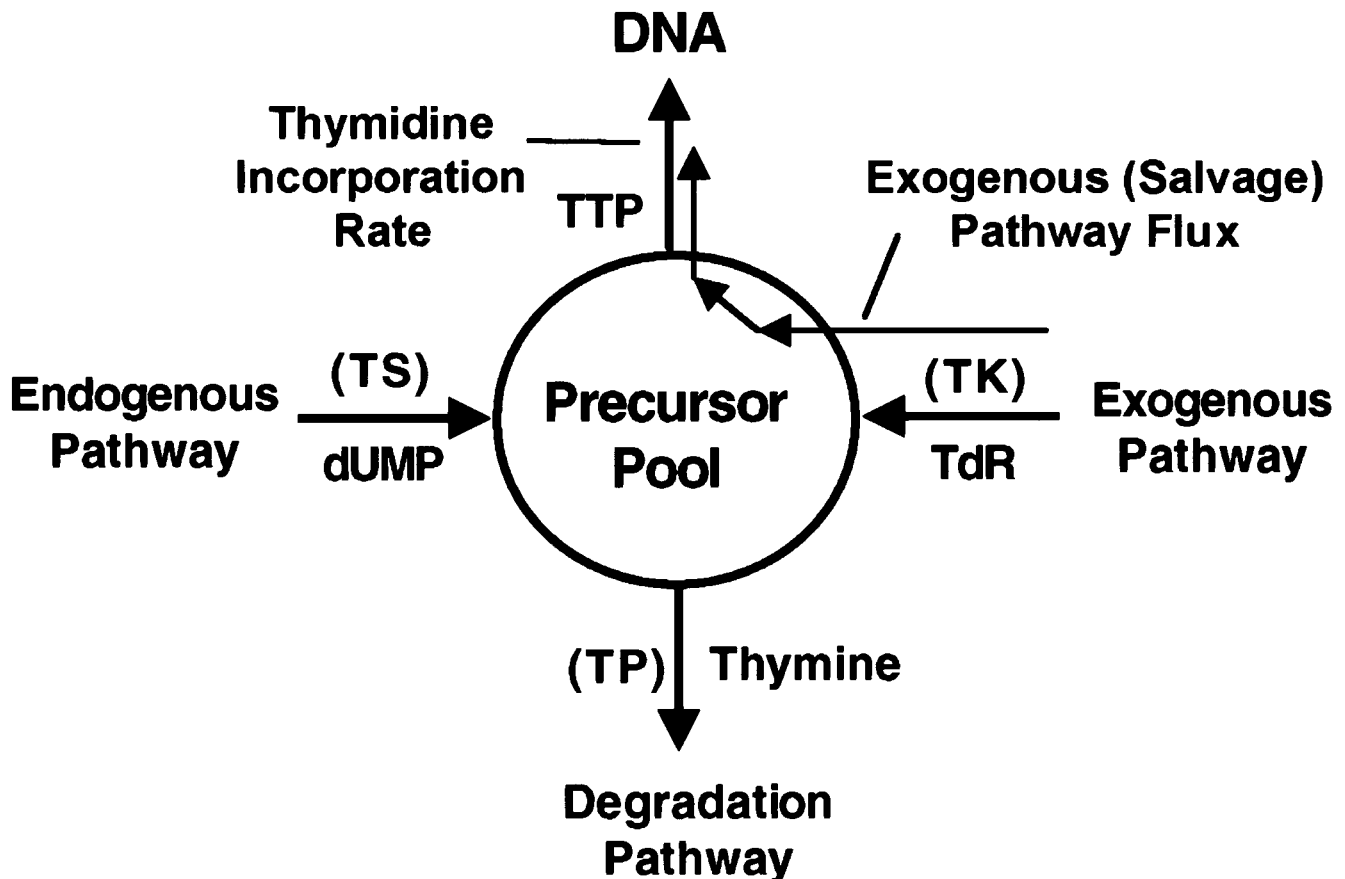 DNA
Thymidine
Incorporation
Rate
TTP
Exogenous (Salvage)
Pathway Flux
Endogenous
Pathway
(TS)
dUMP
Precursor
Pool
(TK)
TdR
Exogenous
Pathway
(TP)
Thymine
Degradation
Pathway